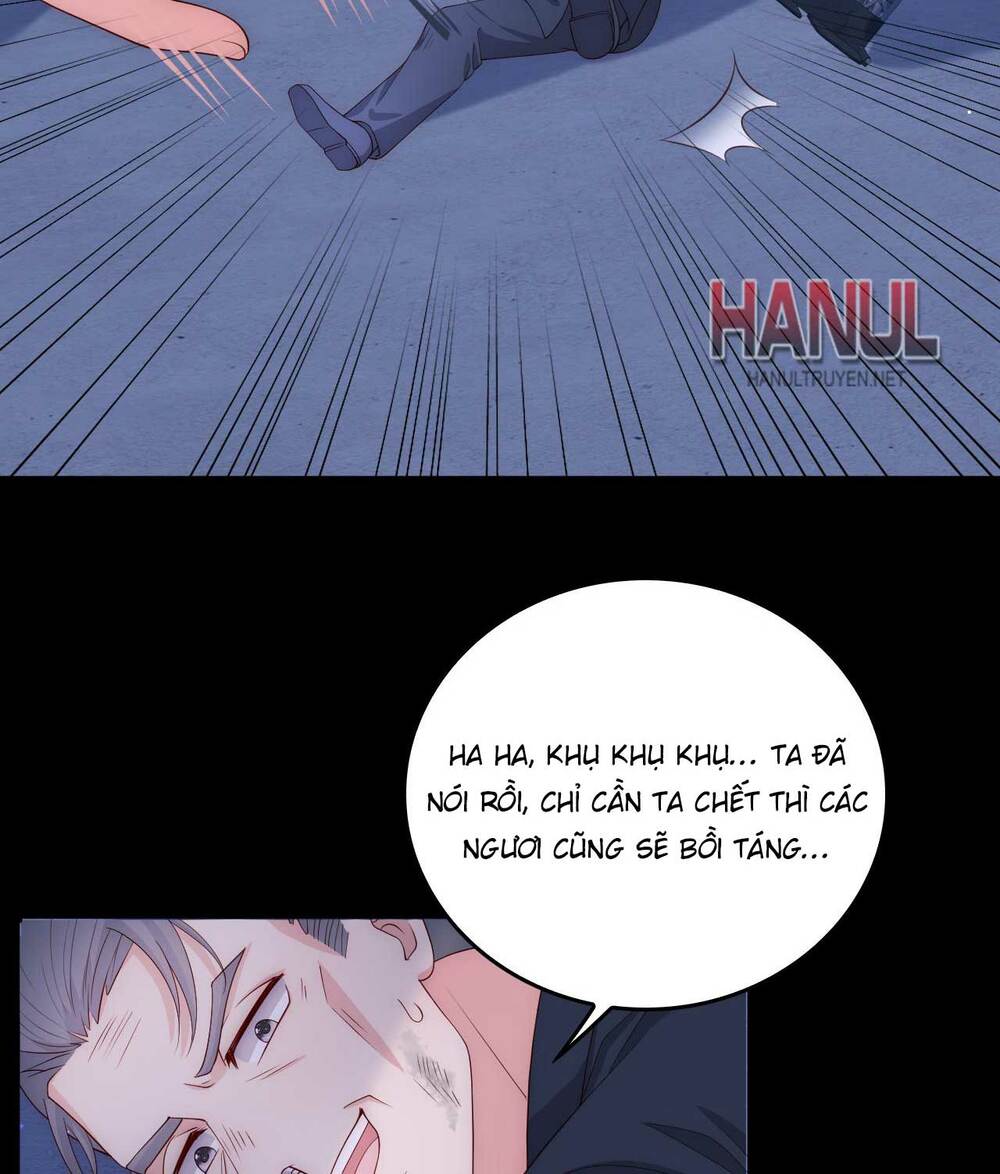 HANUL
HANULTRUYEN.NET
HA HA, KHỤ KHỤ KHỤ... TA ĐÃ
NÓI RỒI, CHỈ CẦN TA CHẾT THÌ CÁC
NGƯƠI CŨNG SẼ BỒI TÁNG...